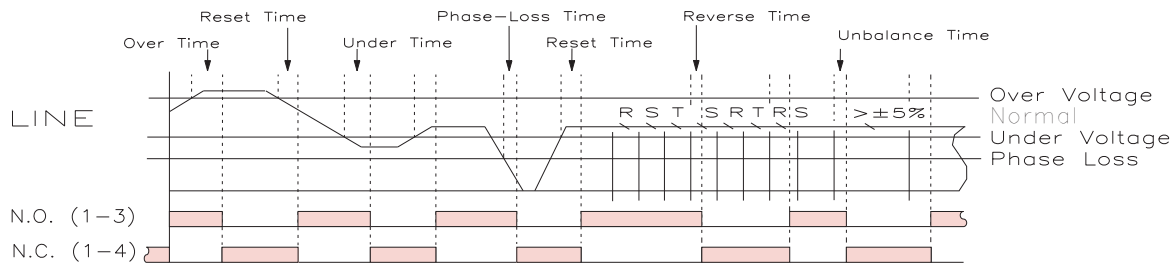 Reset Time Phase-Loss Time Reverse Time
Over Time Under Time Reset Time Unbalance Time
LINE
R S T S R T R S >±5%
Over Voltage
Normal
Under Voltage
Phase Loss
N.O. (1-3)
N.C. (1-4)